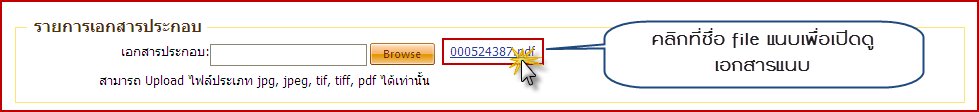 รายการเอกสารประกอบ
เอกสารประกอบ: Browse 000524387.pdf
สามารถ Upload ไฟล์ประเภท jpg, jpeg, tif, tiff, pdf ได้เท่านั้น
คลิกที่ชื่อ file แนบเพื่อเปิดดู
เอกสารแนบ